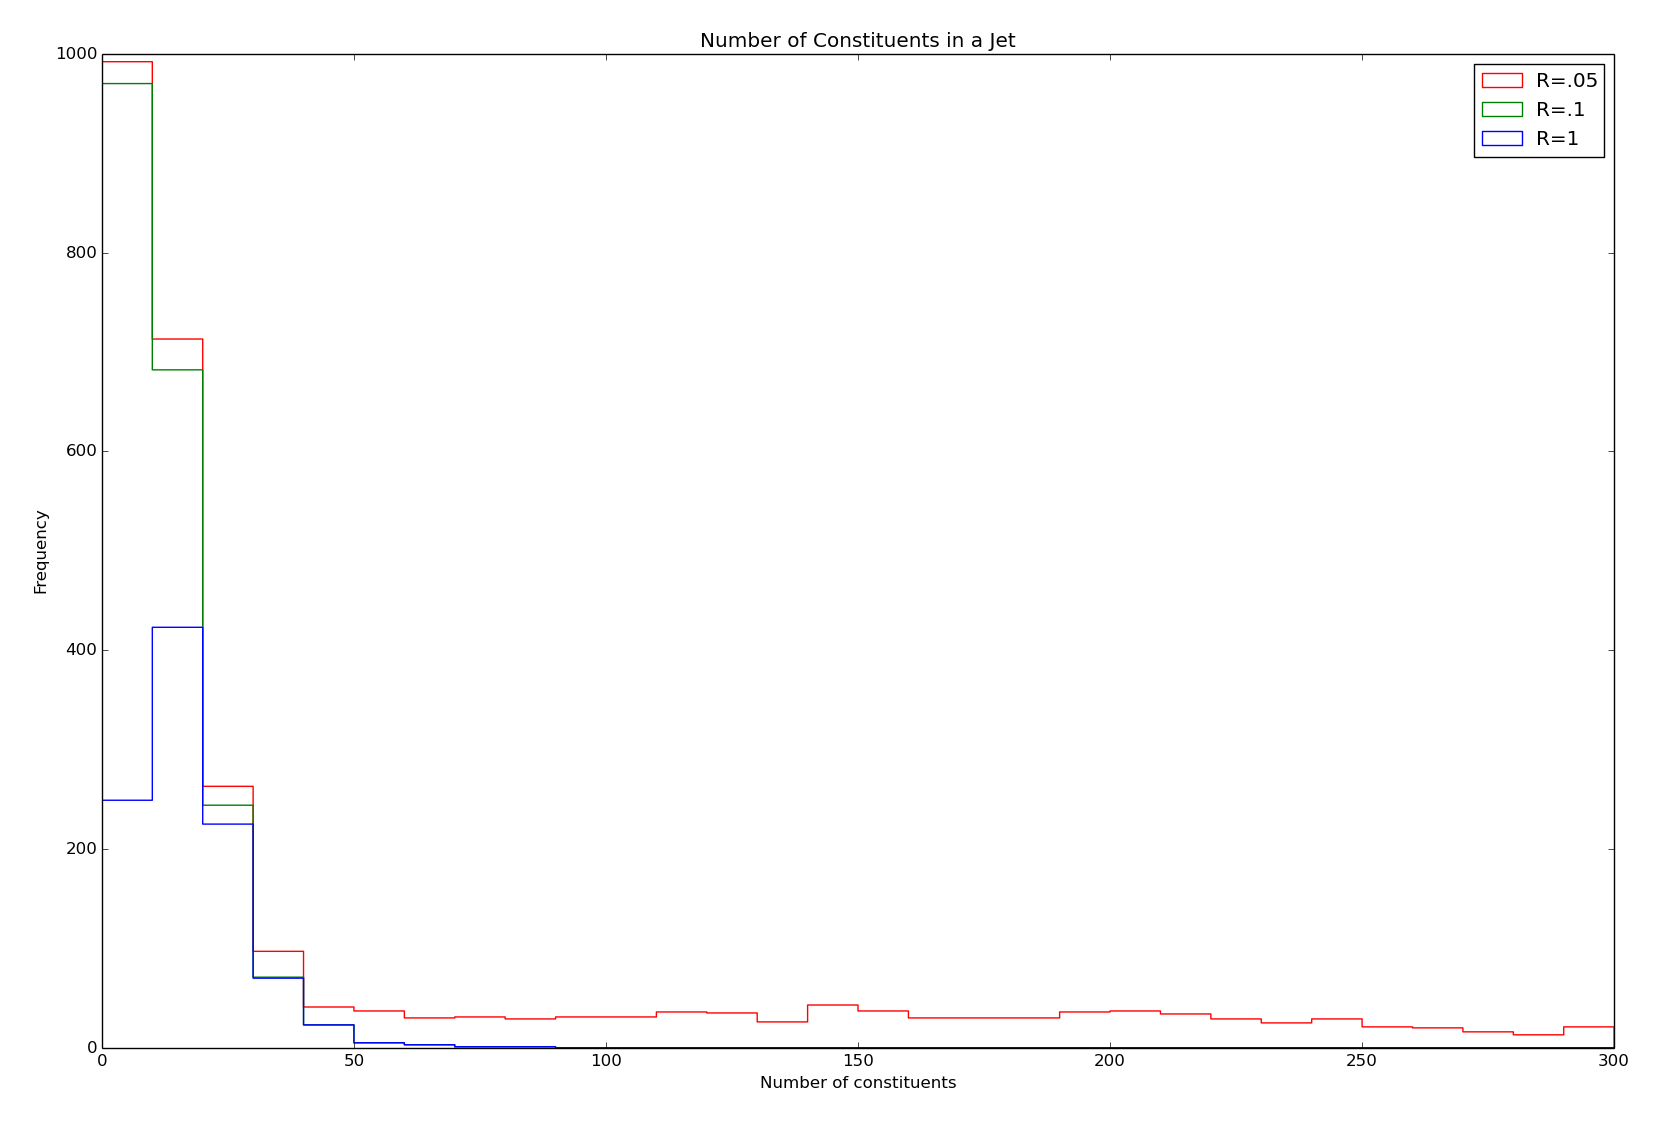 Number of Constituents in a Jet
1000
800
600
400
200
0
Frequency
R=.05
R=.1
R=1
0 50 100 150 200 250 300
Number of constituents